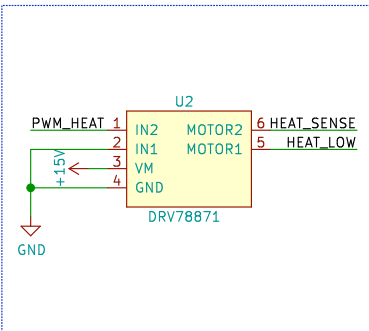 U2
PWM_HEAT 1 IN2 MOTOR2 6 HEAT_SENSE
2 IN1 MOTOR1 5 HEAT_LOW
+15V 3 VM
4 GND
DRV78871
GND